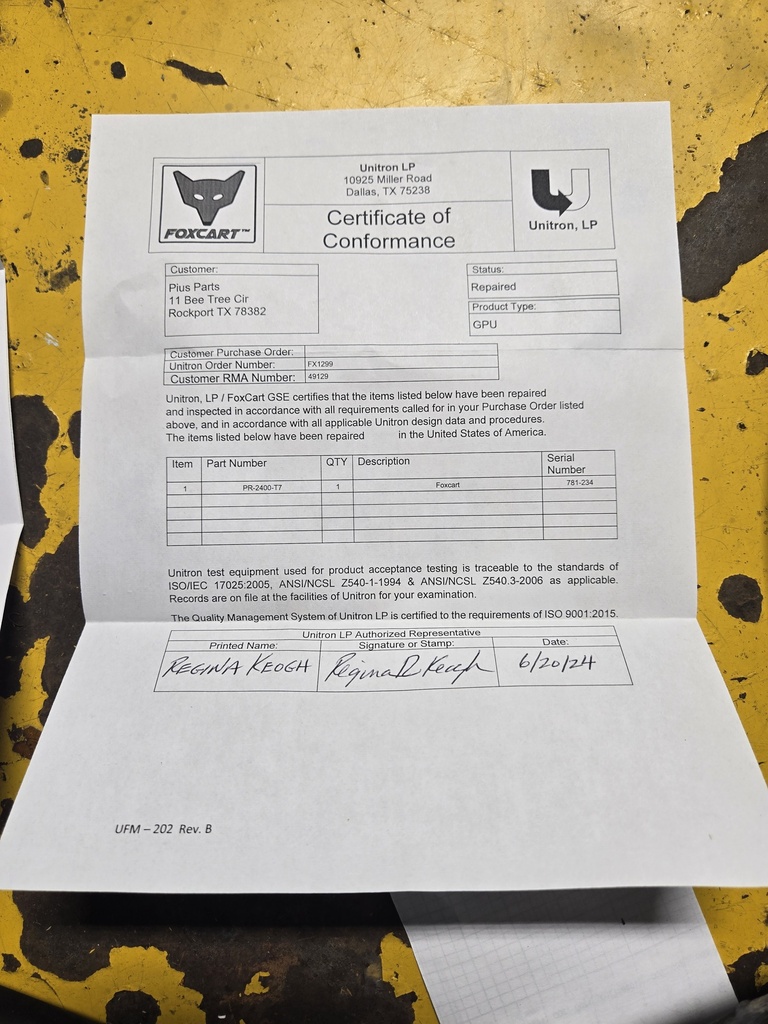 FOXCART™
Unitron LP
10925 Miller Road
Dallas, TX 75238
Certificate of
Conformance
Unitron, LP
Customer:
Pius Parts
11 Bee Tree Cir
Rockport TX 78382
Status:
Repaired
Product Type:
GPU
Customer Purchase Order:
Unitron Order Number: FX1299
Customer RMA Number: 49129
Unitron, LP / FoxCart GSE certifies that the items listed below have been repaired
and inspected in accordance with all requirements called for in your Purchase Order listed
above, and in accordance with all applicable Unitron design data and procedures.
The items listed below have been repaired in the United States of America.
Item Part Number QTY Description Serial
Number
1 PR-2400-T7 1 Foxcart 781-234
Unitron test equipment used for product acceptance testing is traceable to the standards of
ISO/IEC 17025:2005, ANSI/NCSL Z540-1-1994 & ANSI/NCSL Z540.3-2006 as applicable.
Records are on file at the facilities of Unitron for your examination.
The Quality Management System of Unitron LP is certified to the requirements of ISO 9001:2015.
Unitron LP Authorized Representative
Printed Name: Signature or Stamp: Date:
REGINA KEOGH Regina D Keogh 6/20/24
UFM – 202 Rev. B